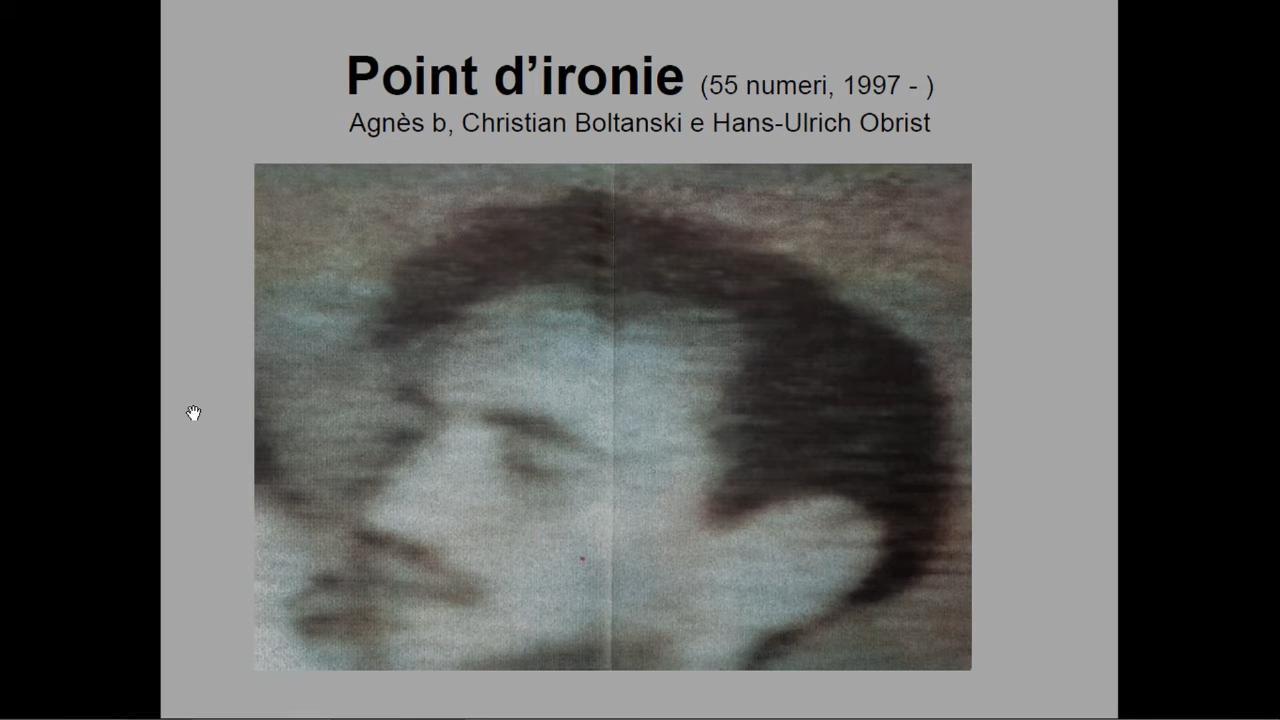 Point d’ironie (55 numeri, 1997 - )
Agnès b, Christian Boltanski e Hans-Ulrich Obrist